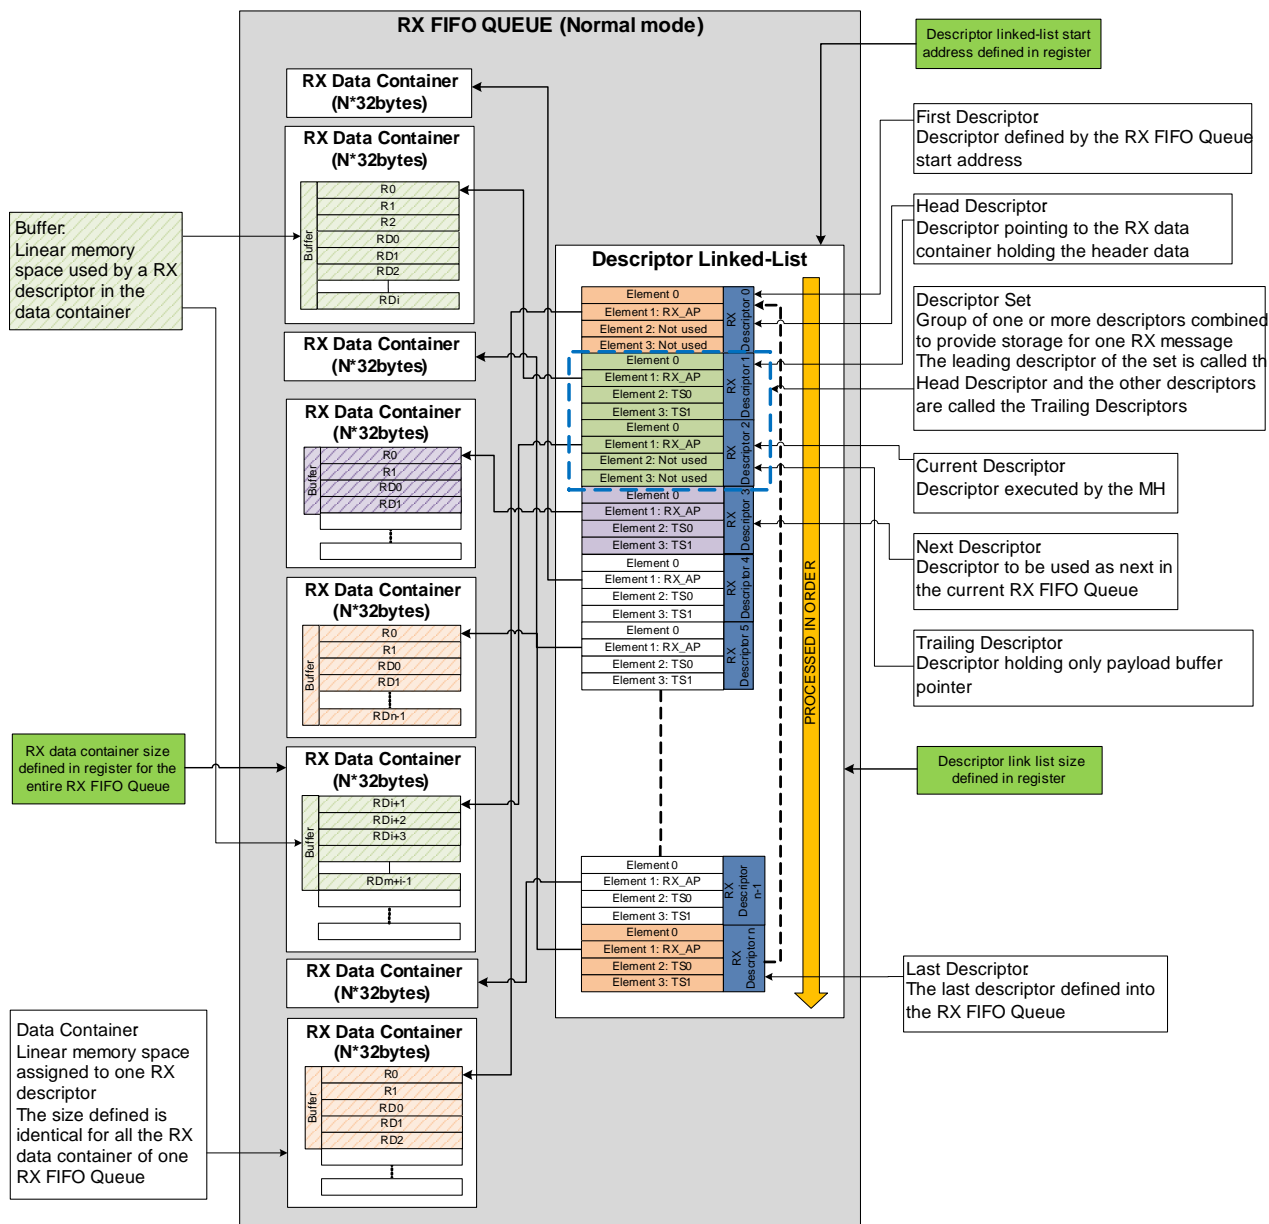 RX FIFO QUEUE (Normal mode)
Descriptor linked-list start
address defined in register
RX Data Container
(N*32bytes)
RX Data Container
(N*32bytes)
Buffer
R0
R1
R2
RD0
RD1
RD2
RDi
RX Data Container
(N*32bytes)
RX Data Container
(N*32bytes)
Buffer
R0
R1
RD0
RD1
RX Data Container
(N*32bytes)
Buffer
R0
R1
RD0
RD1
RDn-1
RX Data Container
(N*32bytes)
Buffer
RDi+1
RDi+2
RDi+3
RDm+i-1
RX Data Container
(N*32bytes)
RX Data Container
(N*32bytes)
Buffer
R0
R1
RD0
RD1
RD2
Buffer:
Linear memory
space used by a RX
descriptor in the
data container
RX data container size
defined in register for the
entire RX FIFO Queue
Data Container:
Linear memory space
assigned to one RX
descriptor
The size defined is
identical for all the RX
data container of one
RX FIFO Queue
Descriptor Linked-List
Element 0
Element 1: RX_AP
Element 2: Not used
Element 3: Not used
RX
Descriptor 0
Element 0
Element 1: RX_AP
Element 2: TS0
Element 3: TS1
RX
Descriptor 1
Element 0
Element 1: RX_AP
Element 2: Not used
Element 3: Not used
RX
Descriptor 2
Element 0
Element 1: RX_AP
Element 2: TS0
Element 3: TS1
RX
Descriptor 3
Element 0
Element 1: RX_AP
Element 2: TS0
Element 3: TS1
RX
Descriptor 4
Element 0
Element 1: RX_AP
Element 2: TS0
Element 3: TS1
RX
Descriptor 5
Element 0
Element 1: RX_AP
Element 2: TS0
Element 3: TS1
RX
Descriptor
n-1
Element 0
Element 1: RX_AP
Element 2: TS0
Element 3: TS1
RX
Descriptor n
PROCESSED IN ORDER
First Descriptor:
Descriptor defined by the RX FIFO Queue
start address
Head Descriptor:
Descriptor pointing to the RX data
container holding the header data
Descriptor Set
Group of one or more descriptors combined
to provide storage for one RX message
The leading descriptor of the set is called th
Head Descriptor and the other descriptors
are called the Trailing Descriptors
Current Descriptor:
Descriptor executed by the MH
Next Descriptor:
Descriptor to be used as next in
the current RX FIFO Queue
Trailing Descriptor:
Descriptor holding only payload buffer
pointer
Descriptor link list size
defined in register
Last Descriptor:
The last descriptor defined into
the RX FIFO Queue